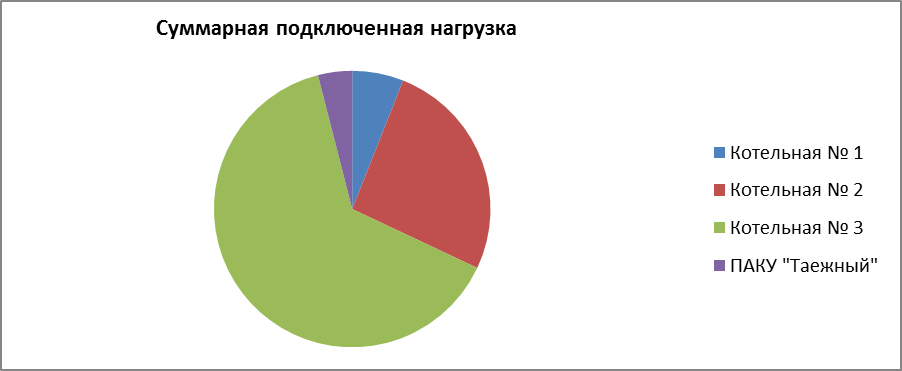 Суммарная подключенная нагрузка
Котельная № 1
Котельная № 2
Котельная № 3
ПАКУ "Таежный"